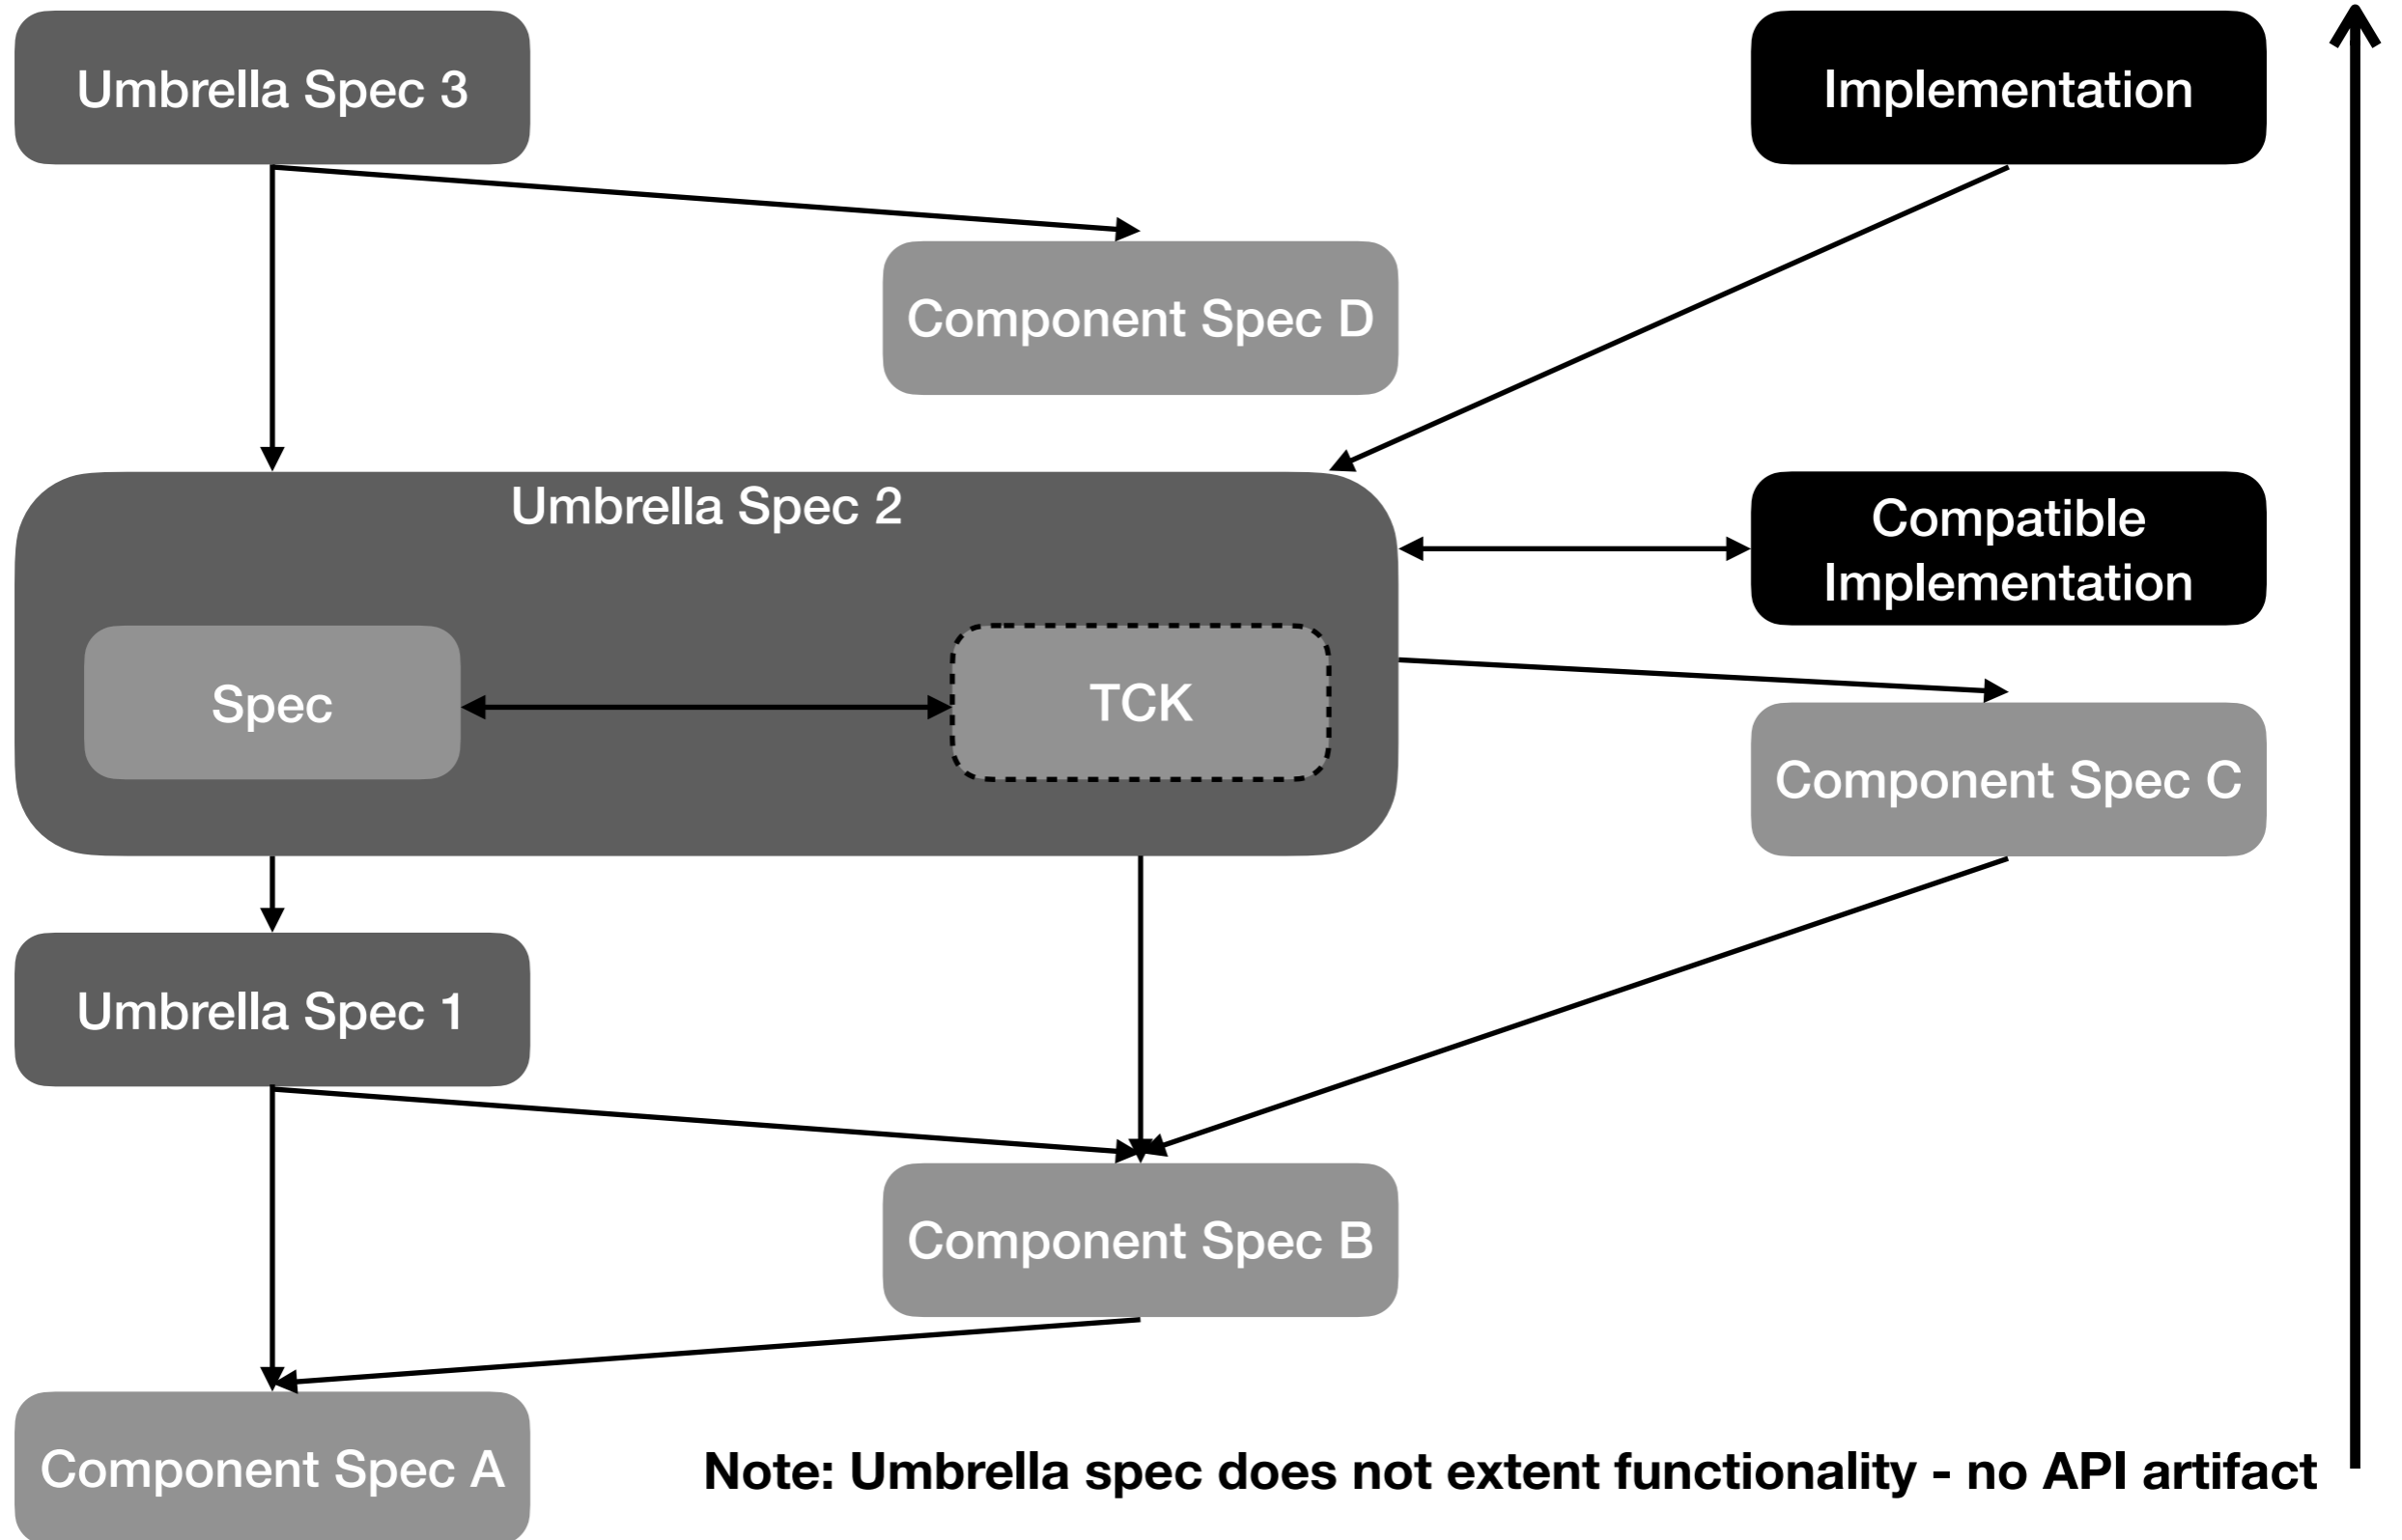 Umbrella Spec 3
Implementation
Component Spec D
Umbrella Spec 2
Compatible
Implementation
Spec
TCK
Component Spec C
Umbrella Spec 1
Component Spec B
Component Spec A
Note: Umbrella spec does not extent functionality - no API artifact